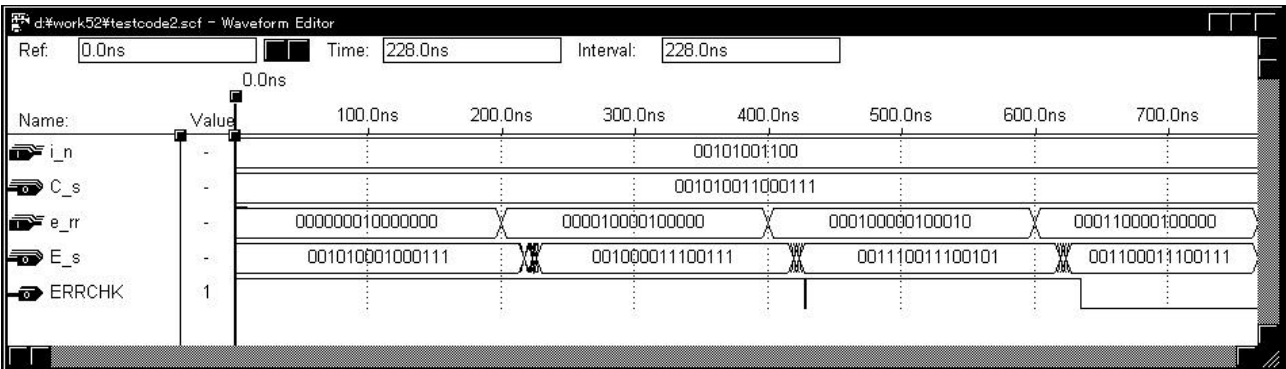 d:¥work52¥testcode2.scf - Waveform Editor
Ref: 0.0ns Time: 228.0ns Interval: 228.0ns
0.0ns
Name: Value 100.0ns 200.0ns 300.0ns 400.0ns 500.0ns 600.0ns 700.0ns
i_n - 00101001100
C_s - 001010011000111
e_rr - 000000010000000 000010000100000 000100000100010 000110000100000
E_s - 001010001000111 001000011100111 001110011100101 001100011100111
ERRCHK 1